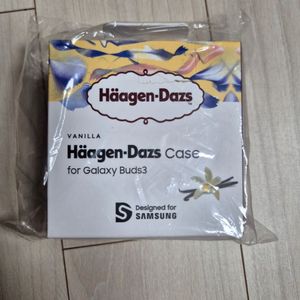 Häagen-Dazs
VANILLA
Häagen-Dazs Case
for Galaxy Buds3
Designed for
SAMSUNG